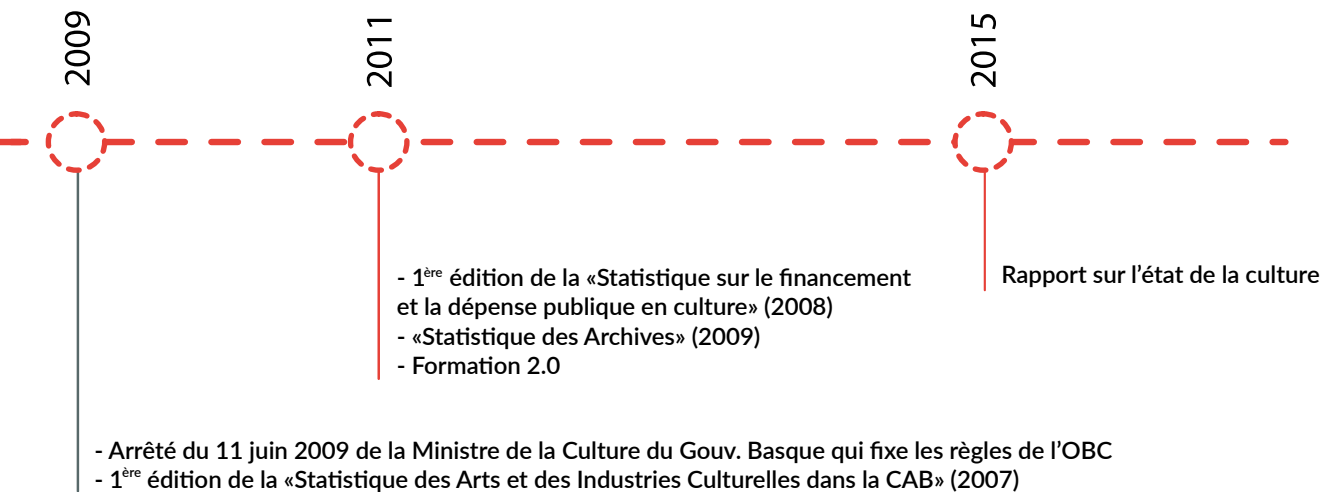 2009
2011
2015
- 1ère édition de la «Statistique sur le financement
et la dépense publique en culture» (2008)
- «Statistique des Archives» (2009)
- Formation 2.0
Rapport sur l’état de la culture
- Arrêté du 11 juin 2009 de la Ministre de la Culture du Gouv. Basque qui fixe les règles de l’OBC
- 1ère édition de la «Statistique des Arts et des Industries Culturelles dans la CAB» (2007)